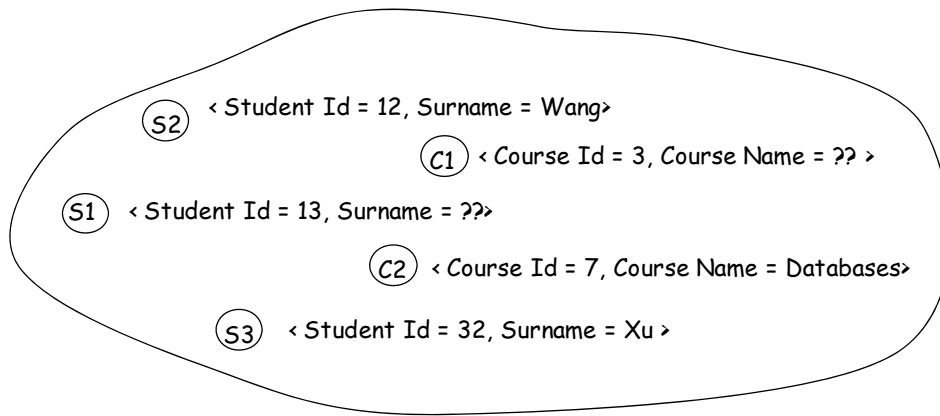 S2 < Student Id = 12, Surname = Wang>
C1 < Course Id = 3, Course Name = ?? >
S1 < Student Id = 13, Surname = ??>
C2 < Course Id = 7, Course Name = Databases>
S3 < Student Id = 32, Surname = Xu >